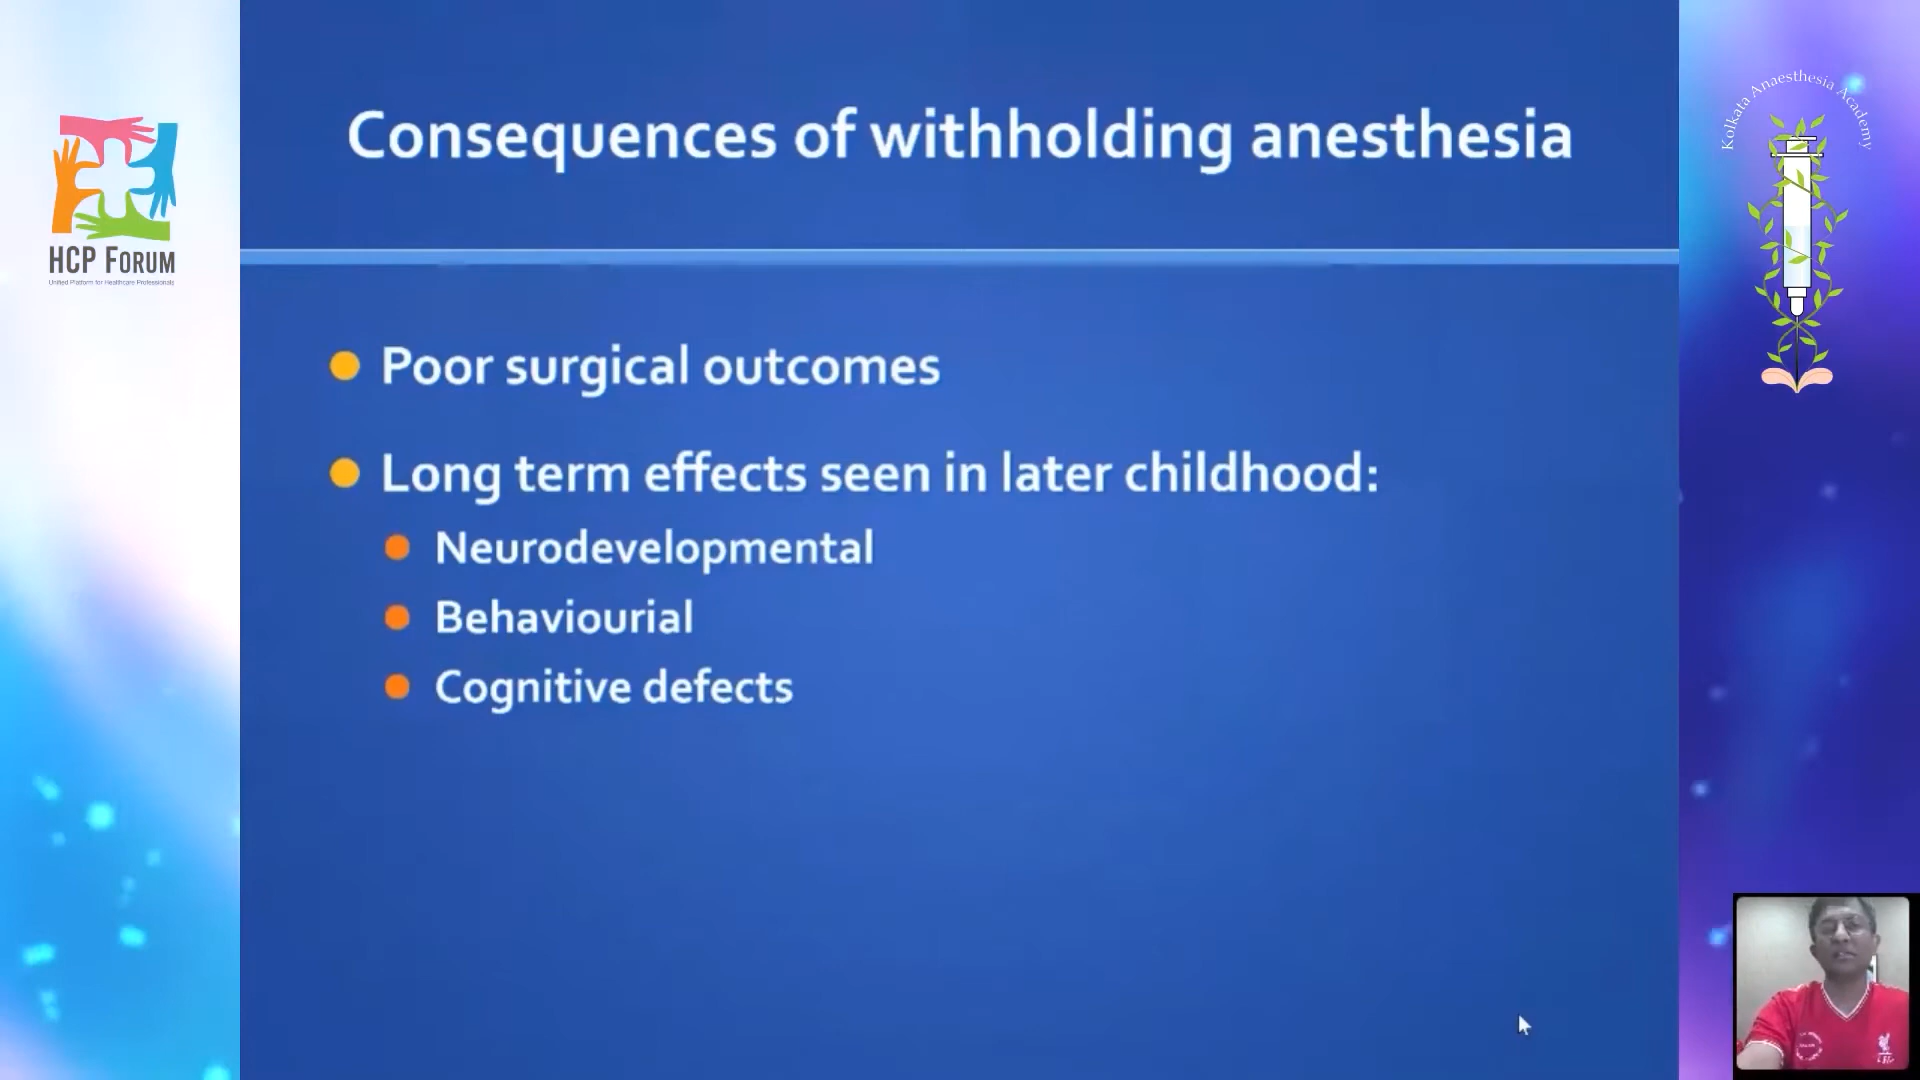 Consequences of withholding anesthesia
HCP FORUM
Unified Platform for Healthcare Professionals
Kolkata Anaesthesia Academy
Poor surgical outcomes
Long term effects seen in later childhood:
Neurodevelopmental
Behaviourial
Cognitive defects